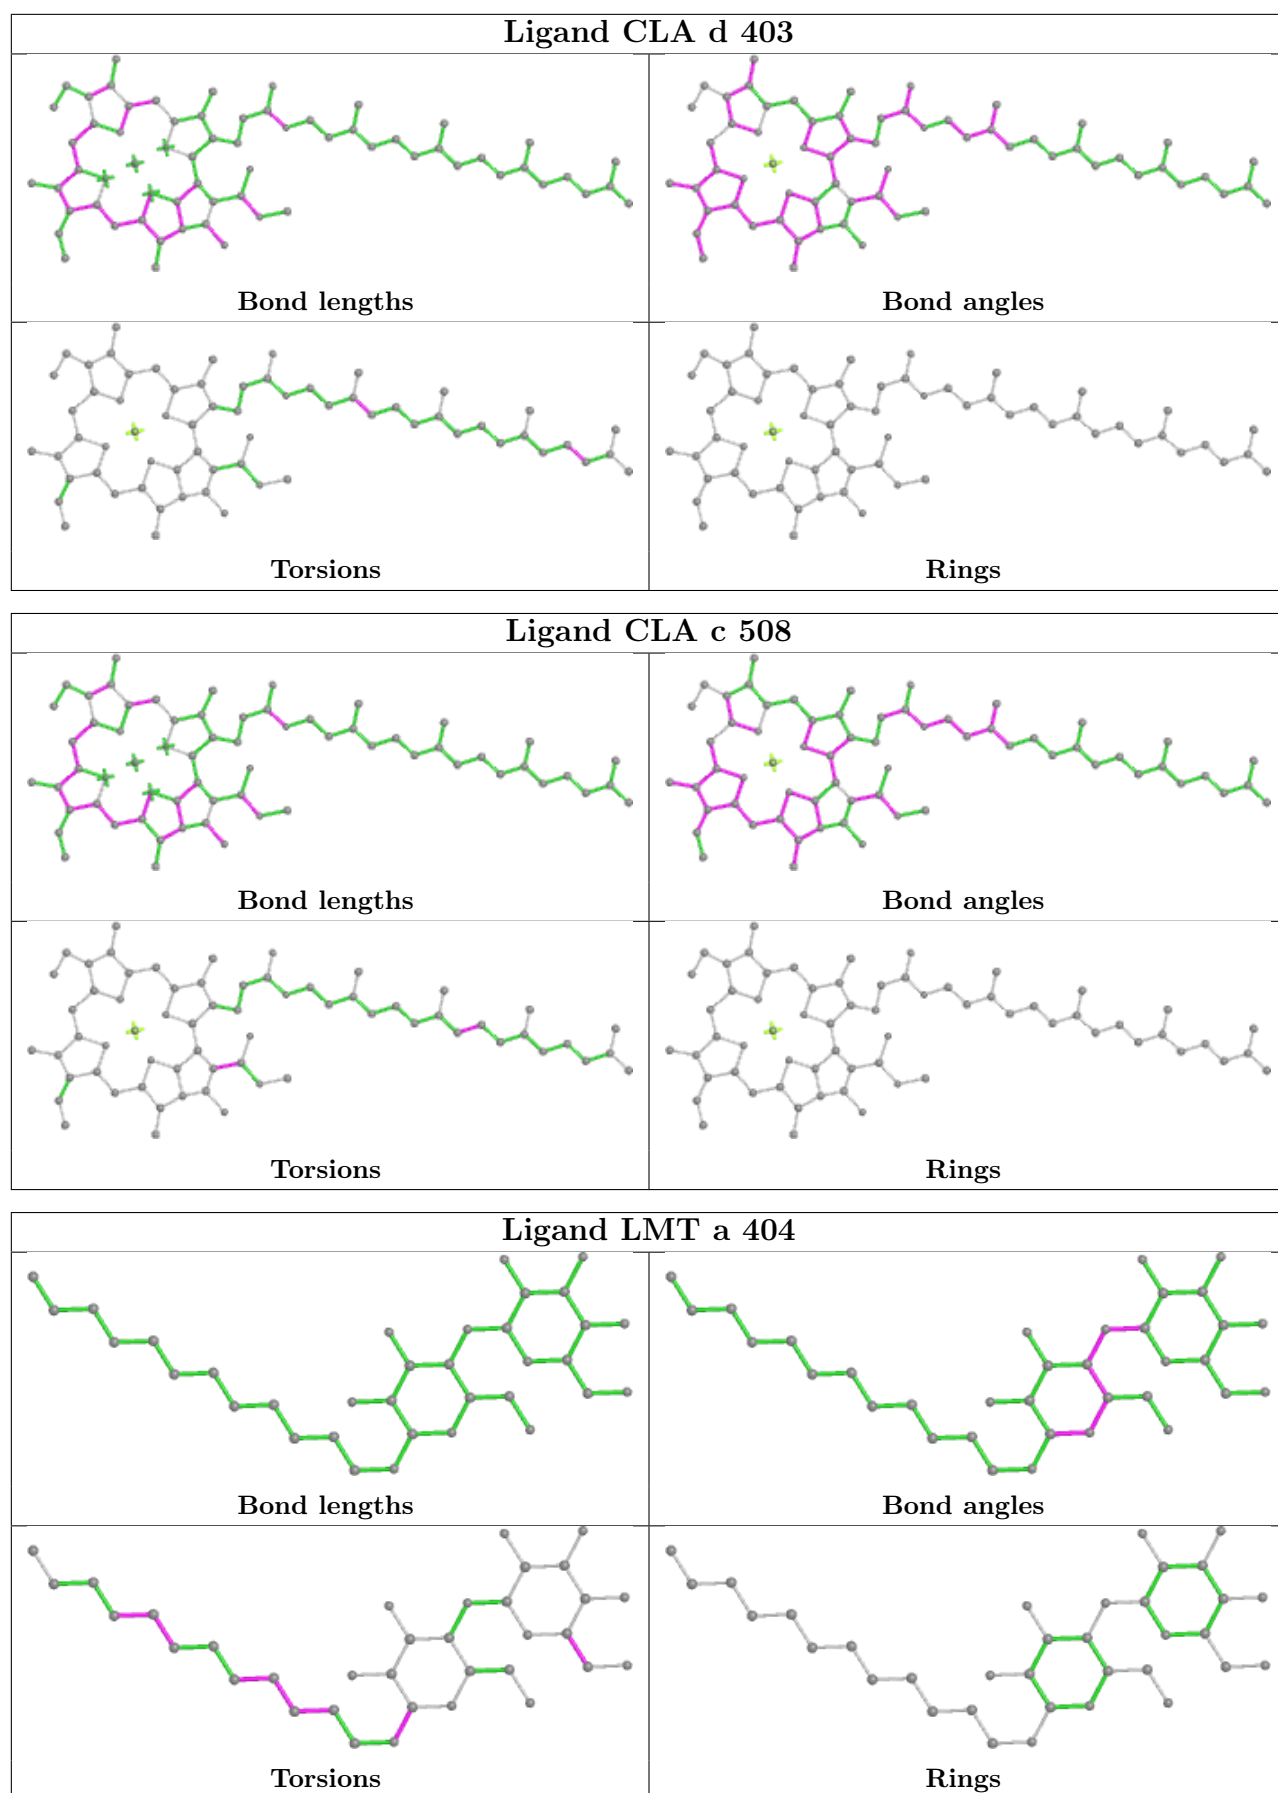 Ligand CLA d 403
Bond lengths
Bond angles
Torsions
Rings
Ligand CLA c 508
Bond lengths
Bond angles
Torsions
Rings
Ligand LMT a 404
Bond lengths
Bond angles
Torsions
Rings